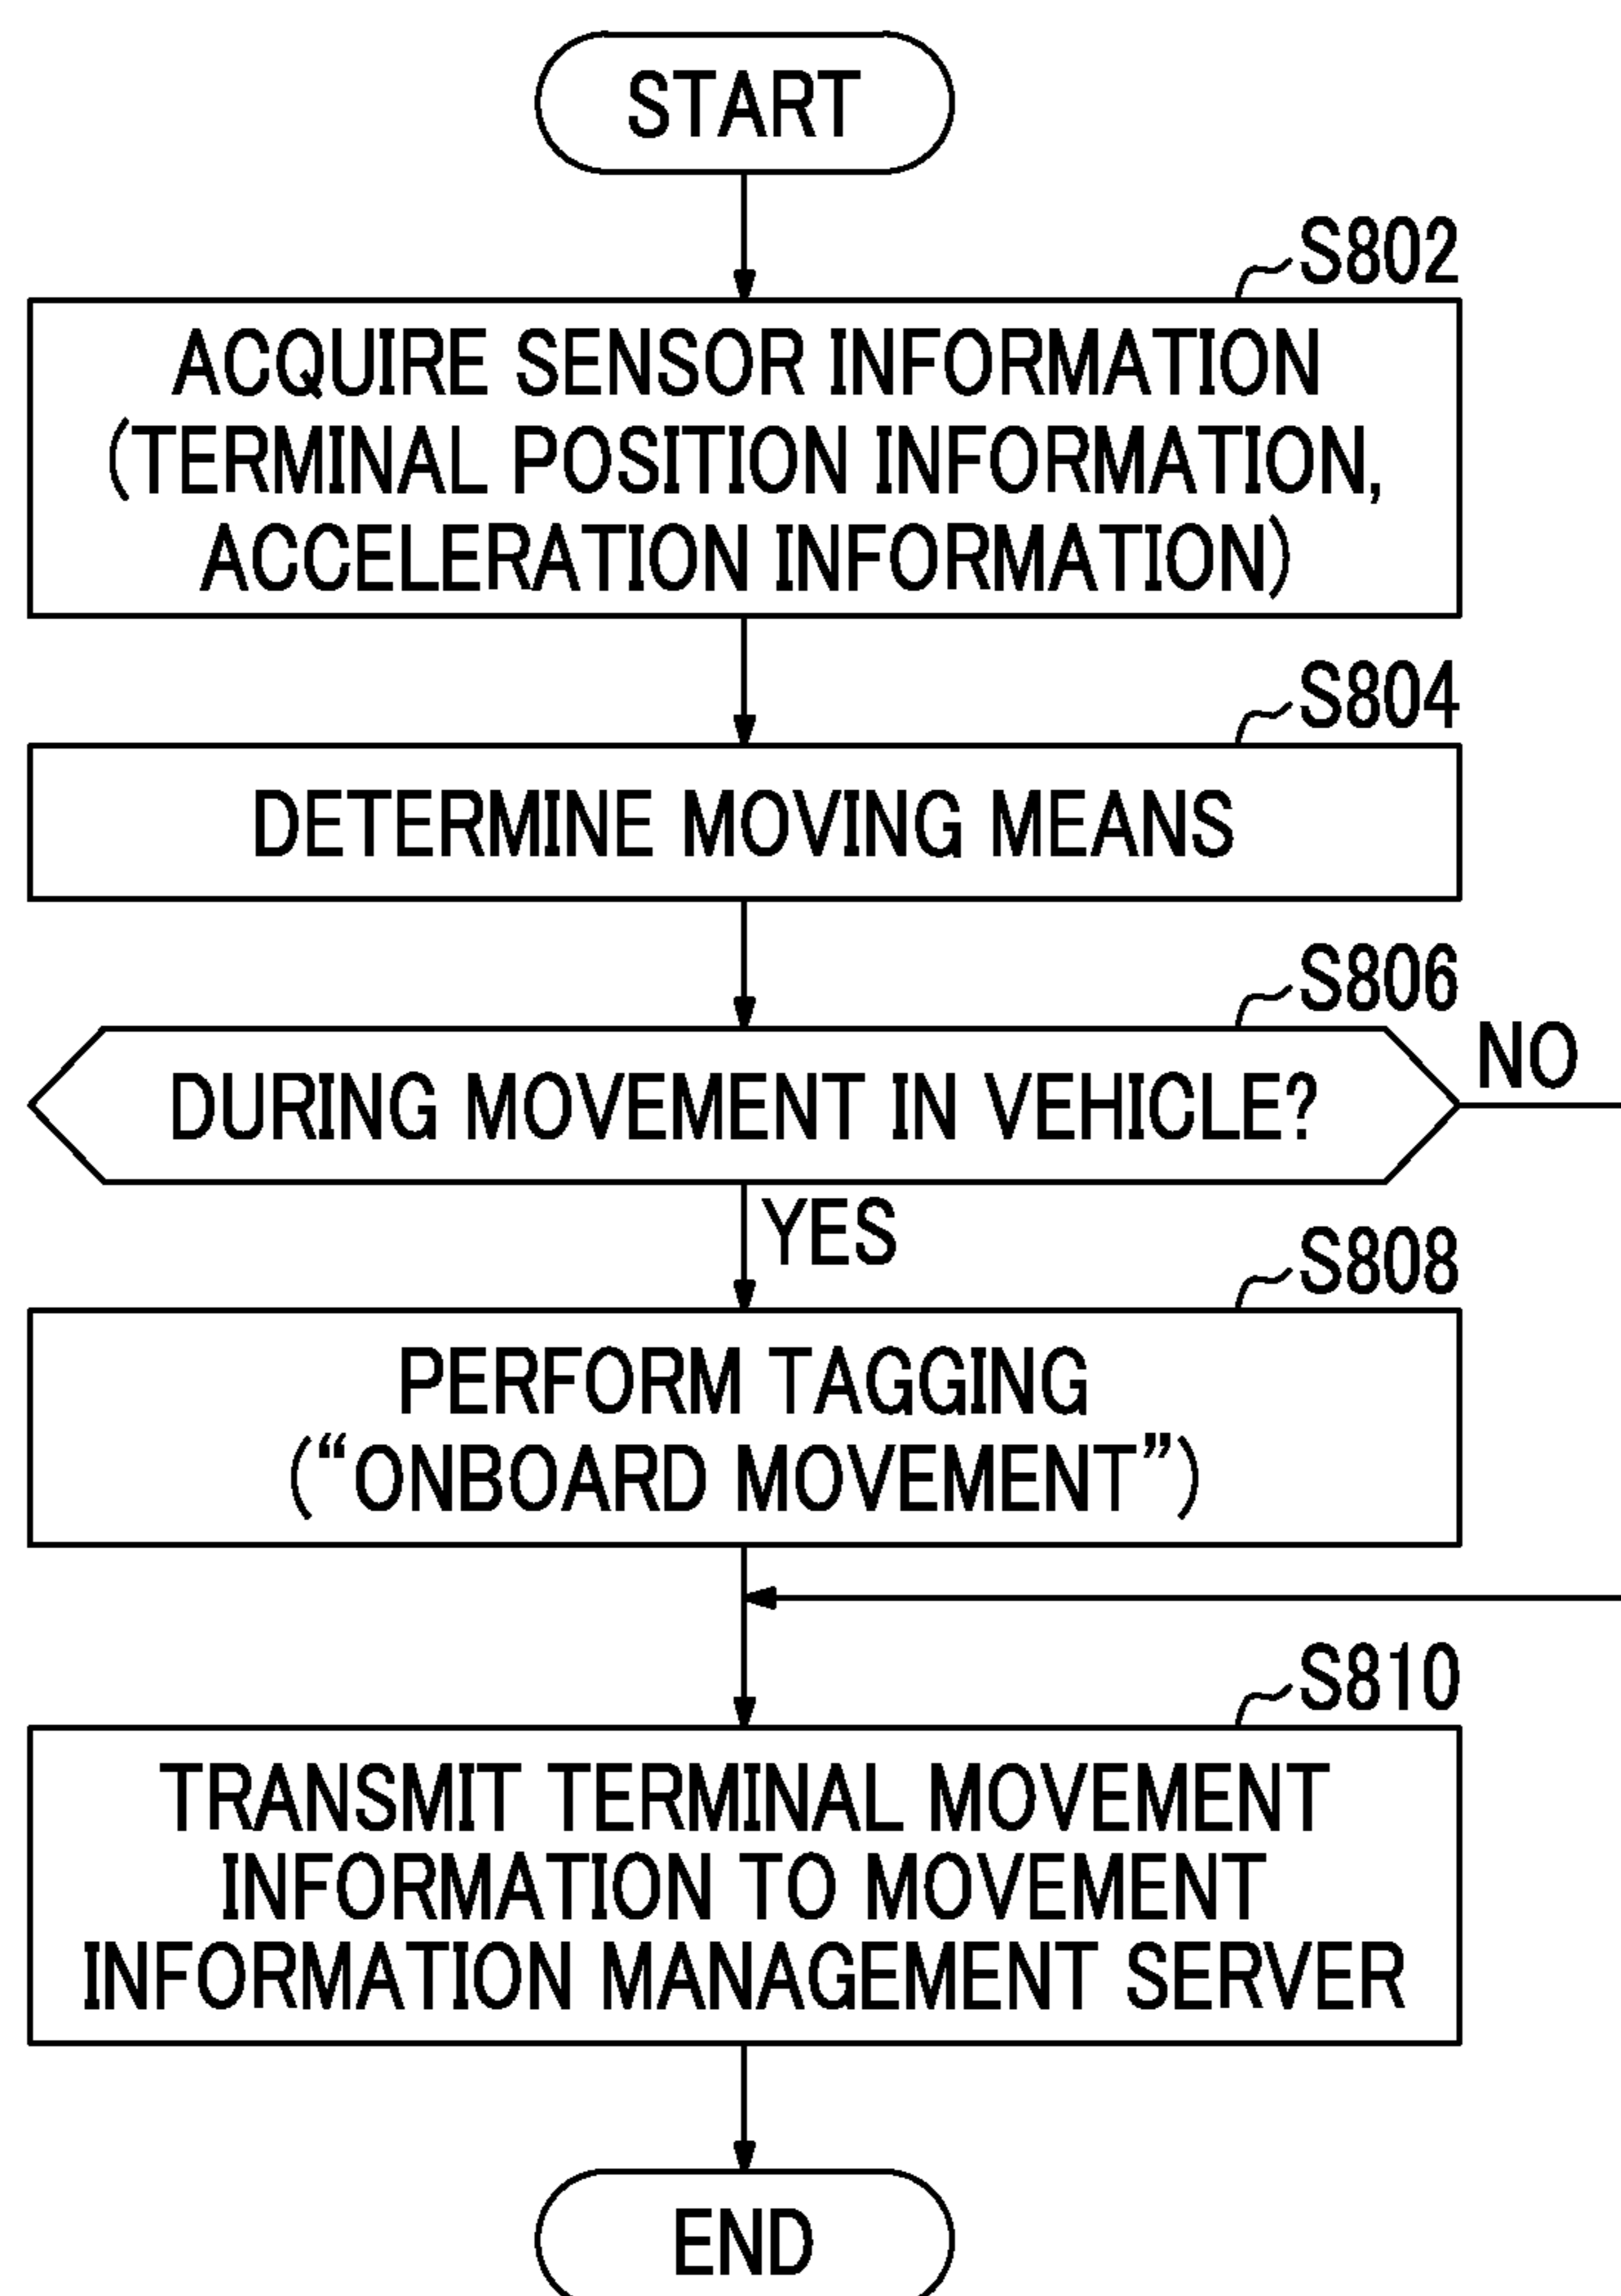 START
S802
ACQUIRE SENSOR INFORMATION
(TERMINAL POSITION INFORMATION,
ACCELERATION INFORMATION)
S804
DETERMINE MOVING MEANS
S806
DURING MOVEMENT IN VEHICLE?
NO
YES
S808
PERFORM TAGGING
(“ONBOARD MOVEMENT”)
S810
TRANSMIT TERMINAL MOVEMENT
INFORMATION TO MOVEMENT
INFORMATION MANAGEMENT SERVER
END